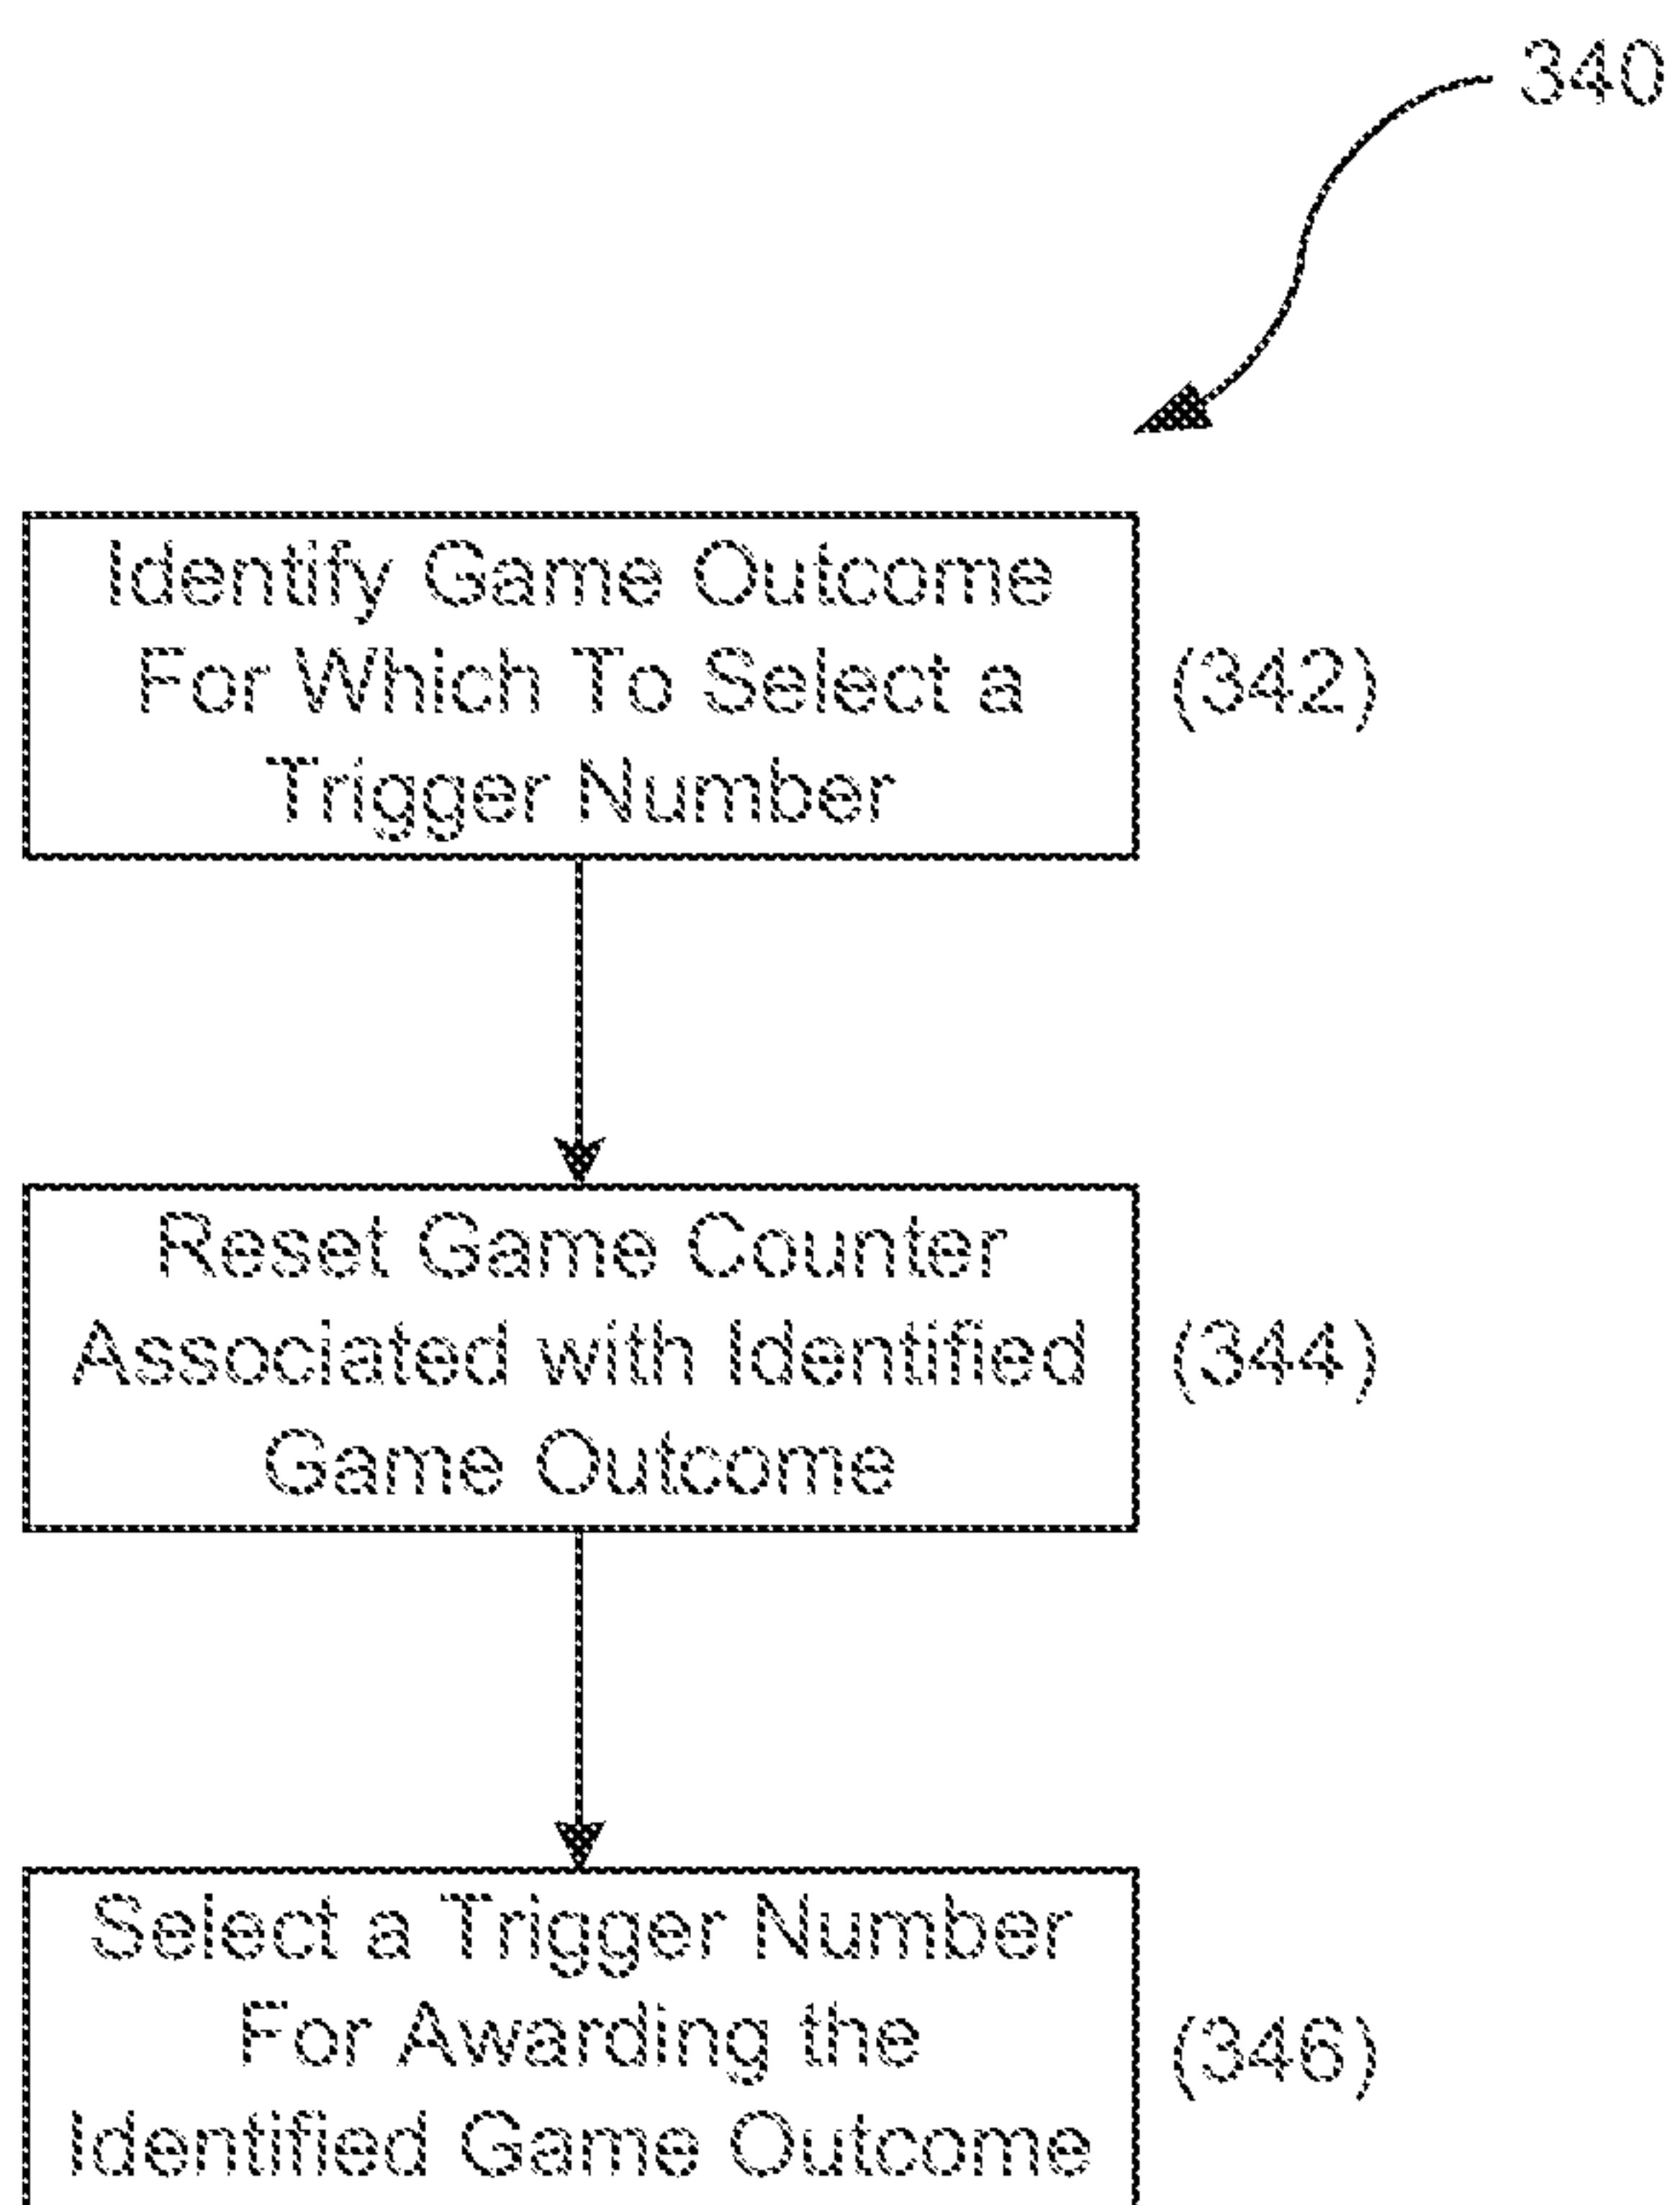 340
Identify Game Outcome
For Which To Select a
Trigger Number
(342)
Reset Game Counter
Associated with Identified
Game Outcome
(344)
Select a Trigger Number
For Awarding the
Identified Game Outcome
(346)